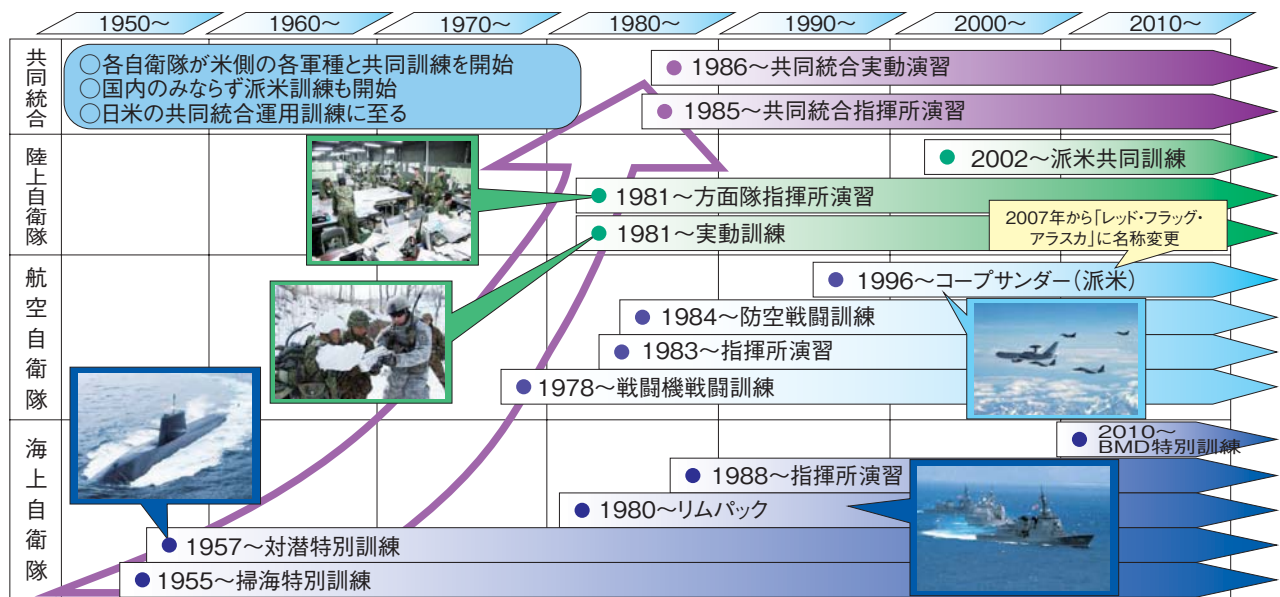 1950～ 1960～ 1970～ 1980～ 1990～ 2000～ 2010～
共同統合
○各自衛隊が米側の各軍種と共同訓練を開始
○国内のみならず派米訓練も開始
○日米の共同統合運用訓練に至る
1986～共同統合実動演習
1985～共同統合指揮所演習
陸上自衛隊
2002～派米共同訓練
1981～方面隊指揮所演習
1981～実動訓練
2007年から「レッド・フラッグ・
アラスカ」に名称変更
航空自衛隊
1996～コープサンダー（派米）
1984～防空戦闘訓練
1983～指揮所演習
1978～戦闘機戦闘訓練
海上自衛隊
2010～
BMD特別訓練
1988～指揮所演習
1980～リムパック
1957～対潜特別訓練
1955～掃海特別訓練